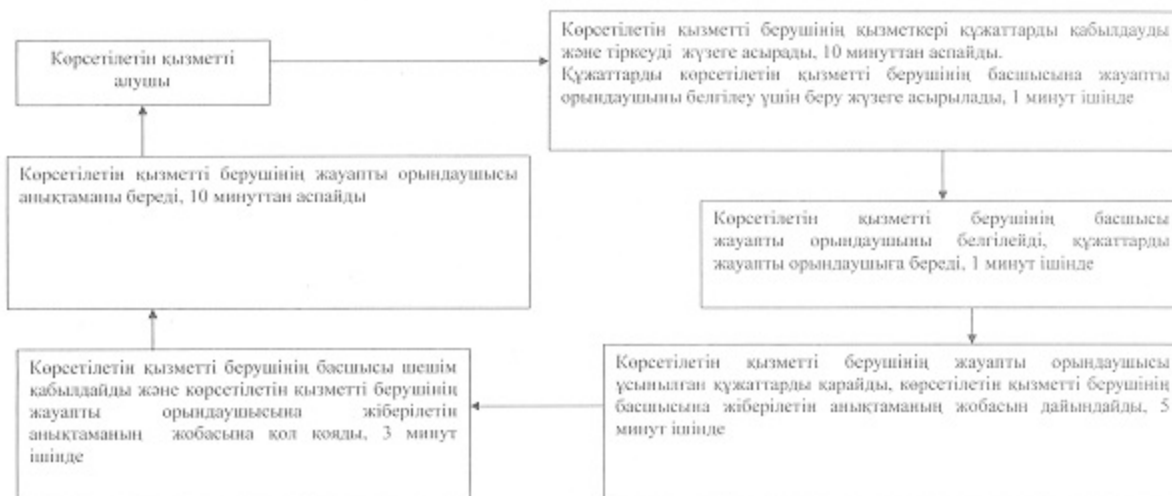 Көрсетілетін қызметті
алушы
Көрсетілетін қызметті берушінің қызметкері құжаттарды қабылдауды
және тіркеуді жүзеге асырады, 10 минуттан аспайды.
Құжаттарды көрсетілетін қызметті берушінің басшысына жауапты
орындаушыны белгілеу үшін беру жүзеге асырылады, 1 минут ішінде
Көрсетілетін қызметті берушінің басшысы
жауапты орындаушыны белгілейді, құжаттарды
жауапты орындаушыға береді, 1 минут ішінде
Көрсетілетін қызметті берушінің жауапты орындаушысы
ұсынылған құжаттарды қарайды, көрсетілетін қызметті берушінің
басшысына жіберілетін анықтаманың жобасын дайындайды, 5
минут ішінде
Көрсетілетін қызметті берушінің басшысы шешім
қабылдайды және көрсетілетін қызметті берушінің
жауапты орындаушысына жіберілетін
анықтаманың жобасына қол қояды, 3 минут
ішінде
Көрсетілетін қызметті берушінің жауапты орындаушысы
анықтаманы береді, 10 минуттан аспайды